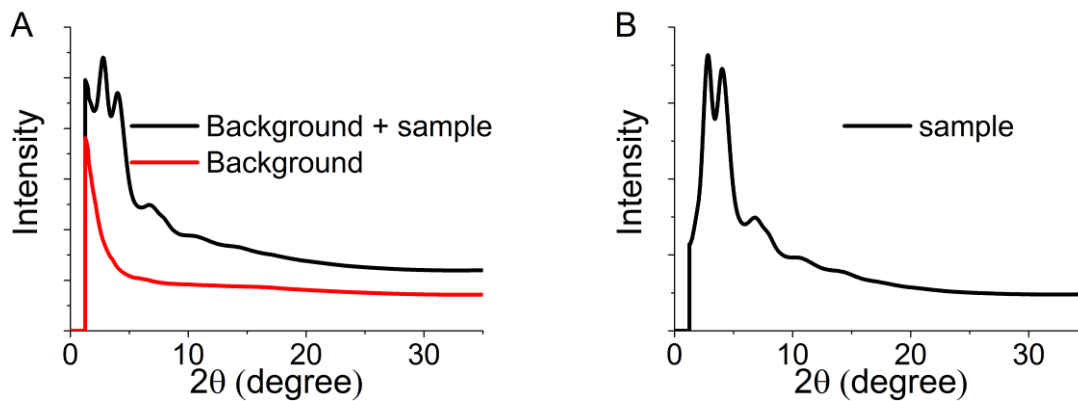 A
Intensity
Background + sample
Background
0
10
20
30
2θ (degree)
B
Intensity
sample
0
10
20
30
2θ (degree)